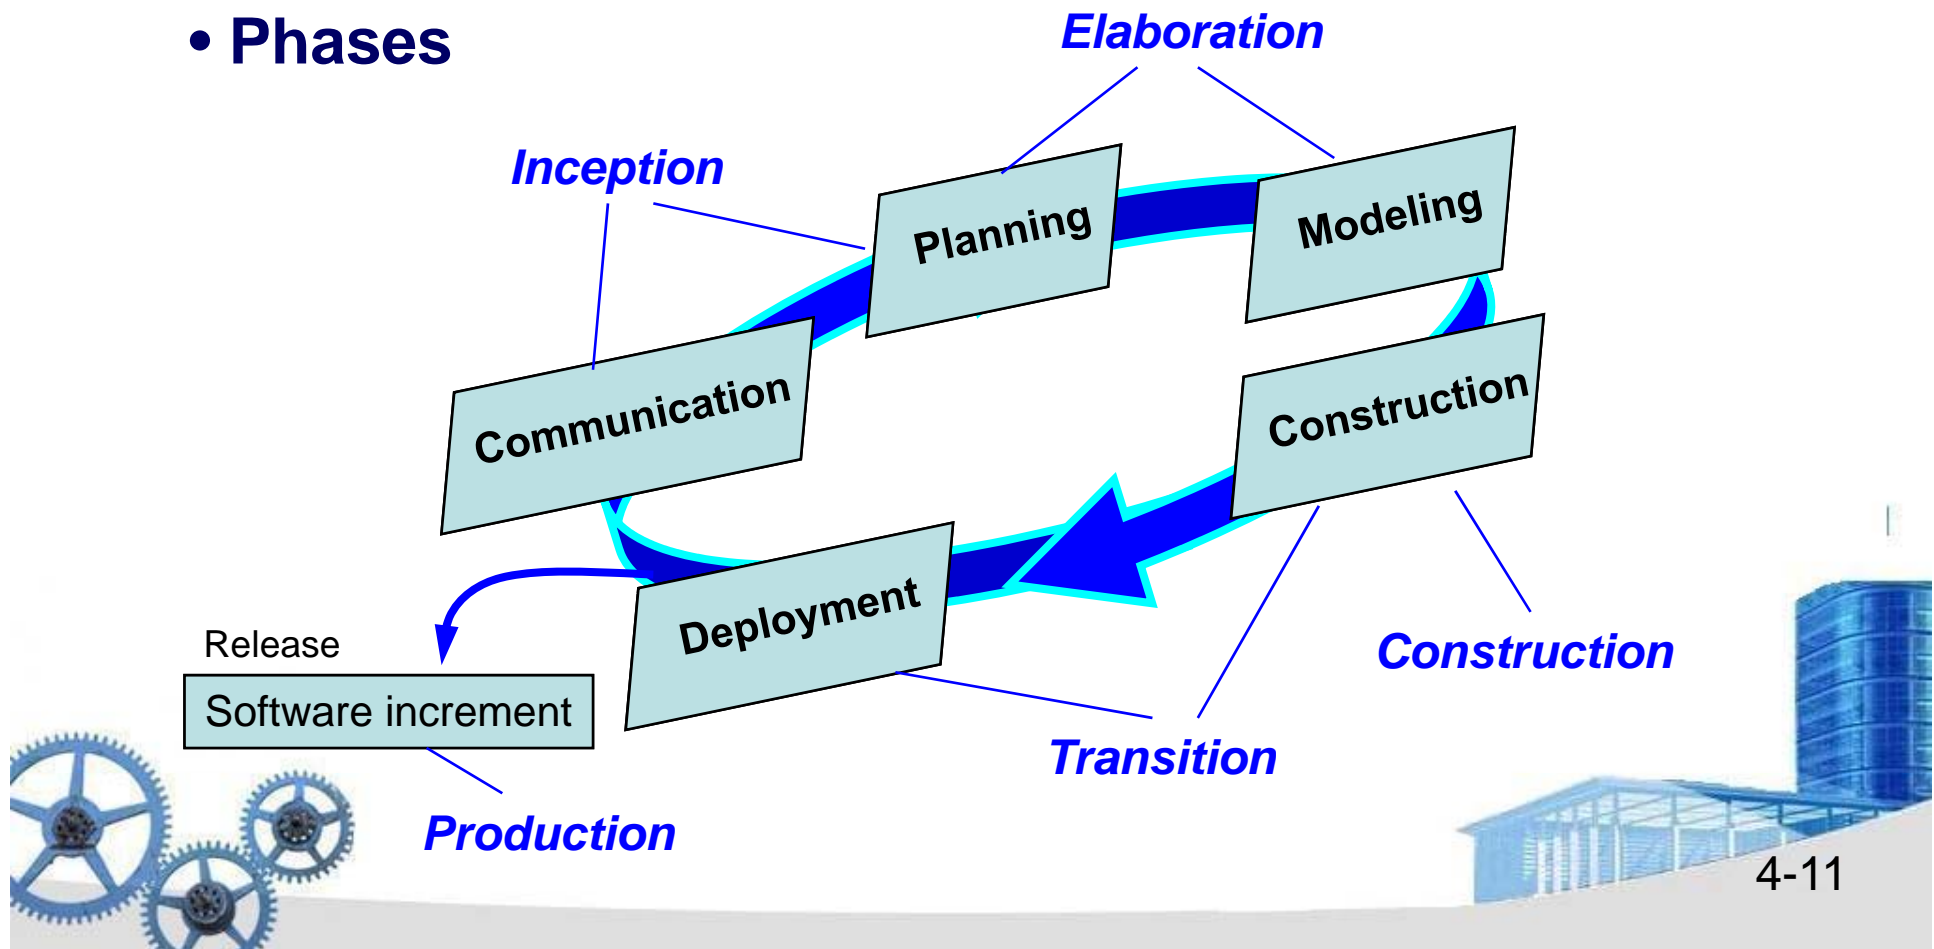 • Phases
Elaboration
Inception
Planning
Modeling
Communication
Construction
Deployment
Release
Software increment
Construction
Transition
Production
4-11